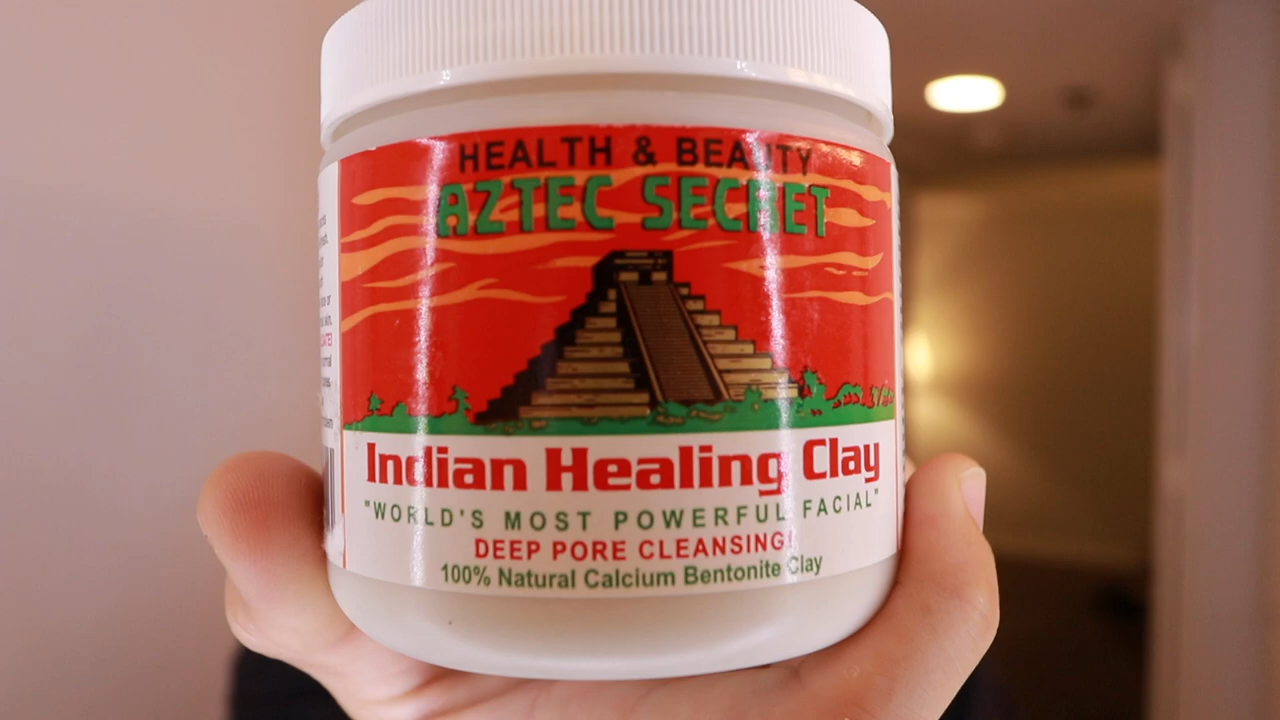 HEALTH & BEAUTY
AZTEC SECRET
Indian Healing Clay
"WORLD'S MOST POWERFUL FACIAL"
DEEP PORE CLEANSING!
100% Natural Calcium Bentonite Clay